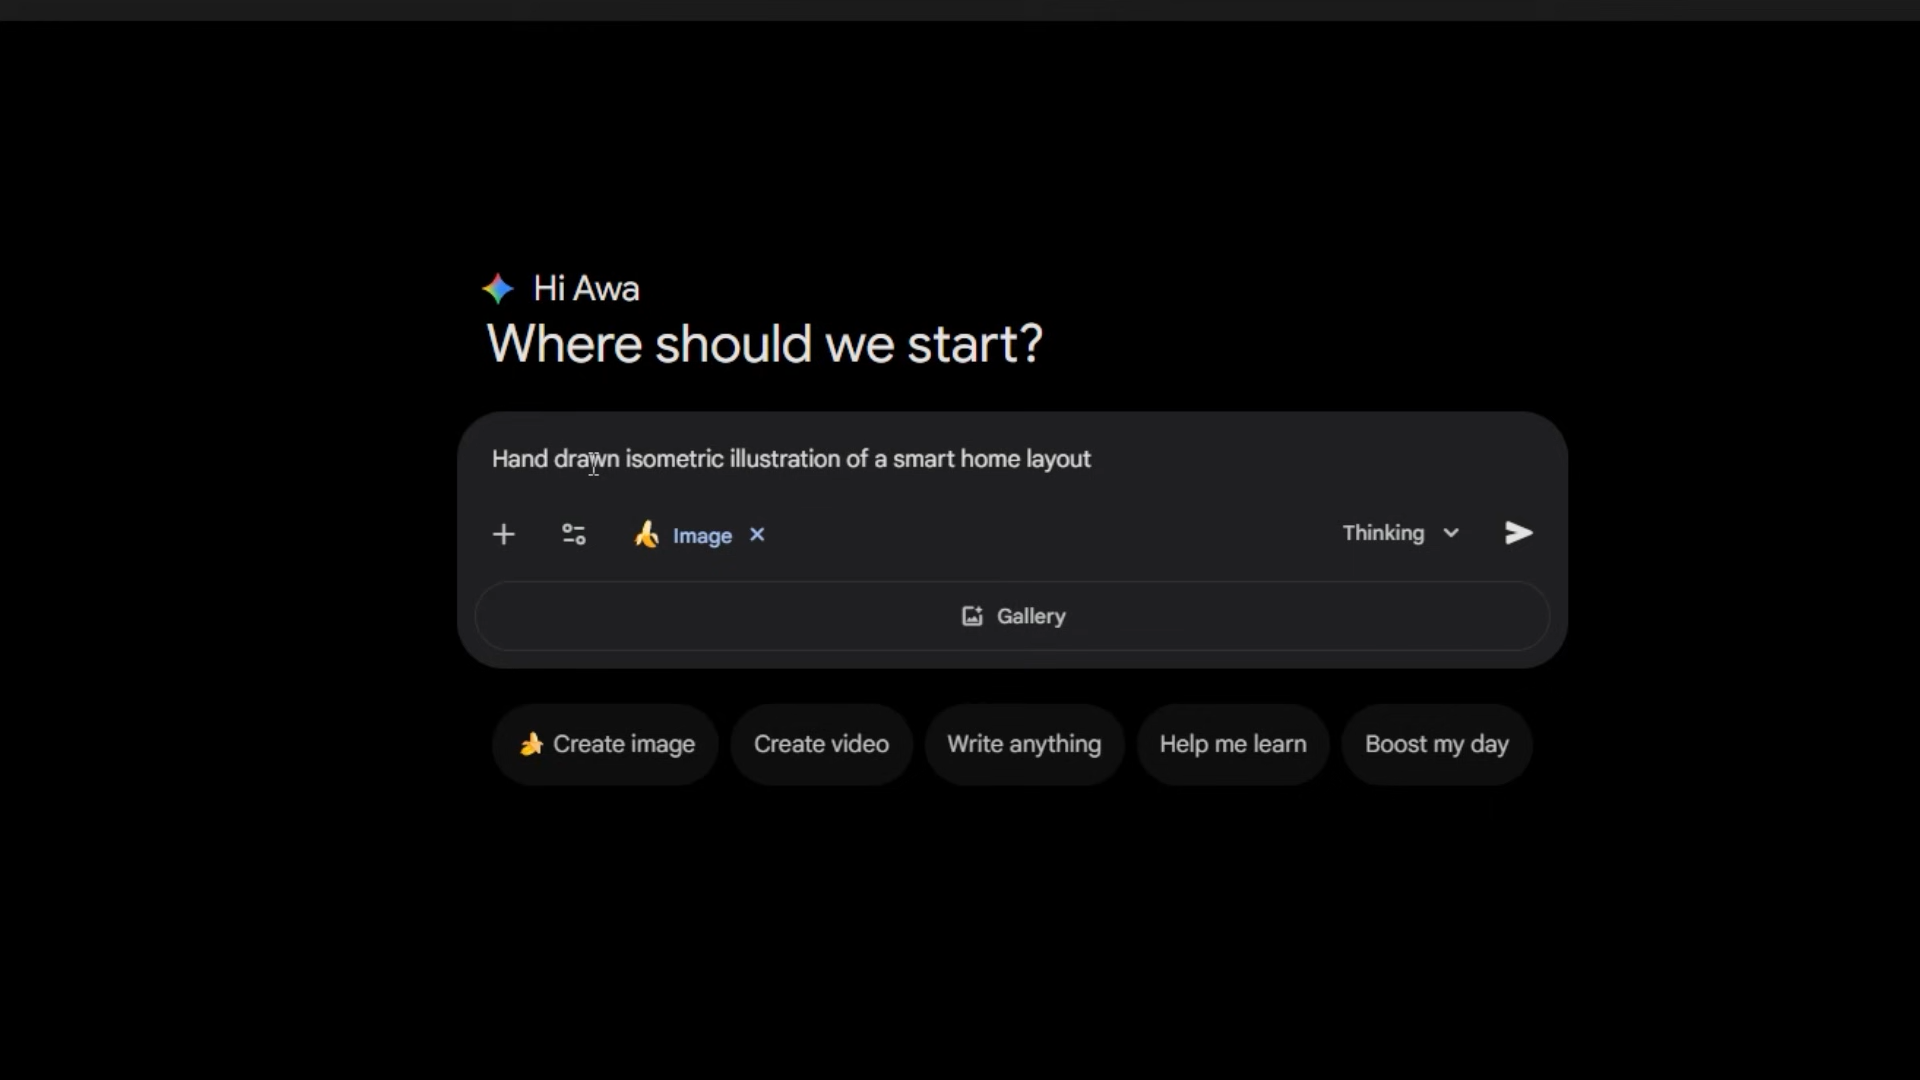 Hi Awa
Where should we start?
Hand drawn isometric illustration of a smart home layout
Image
Thinking
Gallery
Create image
Create video
Write anything
Help me learn
Boost my day